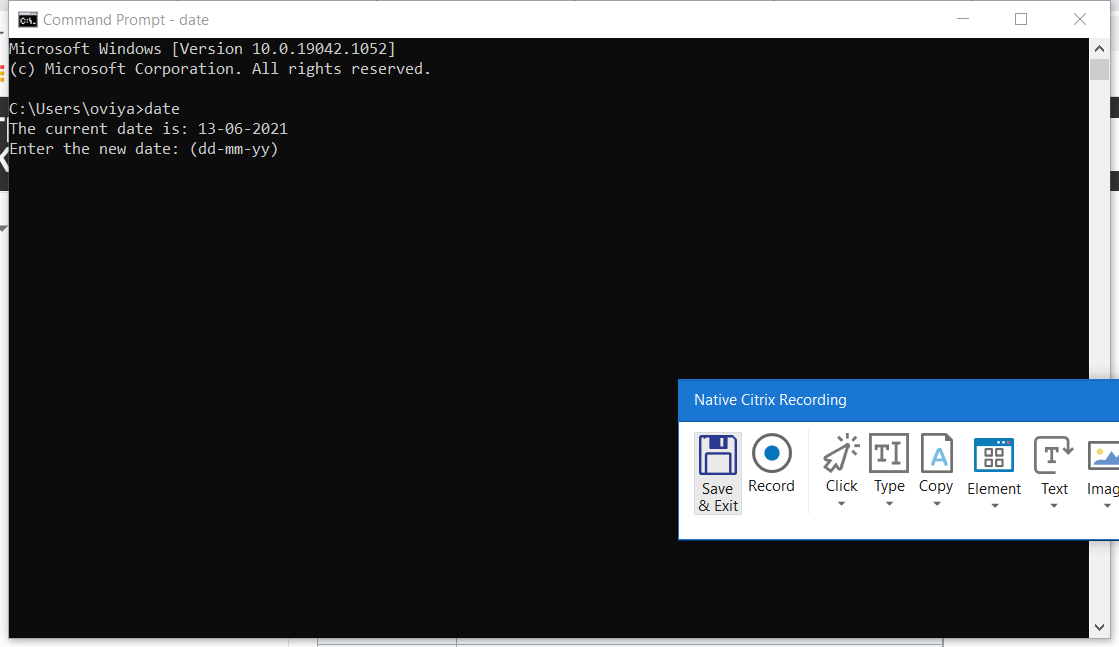 Command Prompt - date
Microsoft Windows [Version 10.0.19042.1052]
(c) Microsoft Corporation. All rights reserved.
C:\Users\oviya>date
The current date is: 13-06-2021
Enter the new date: (dd-mm-yy)
Native Citrix Recording
Save & Exit
Record
Click
Type
Copy
Element
Text
Imag